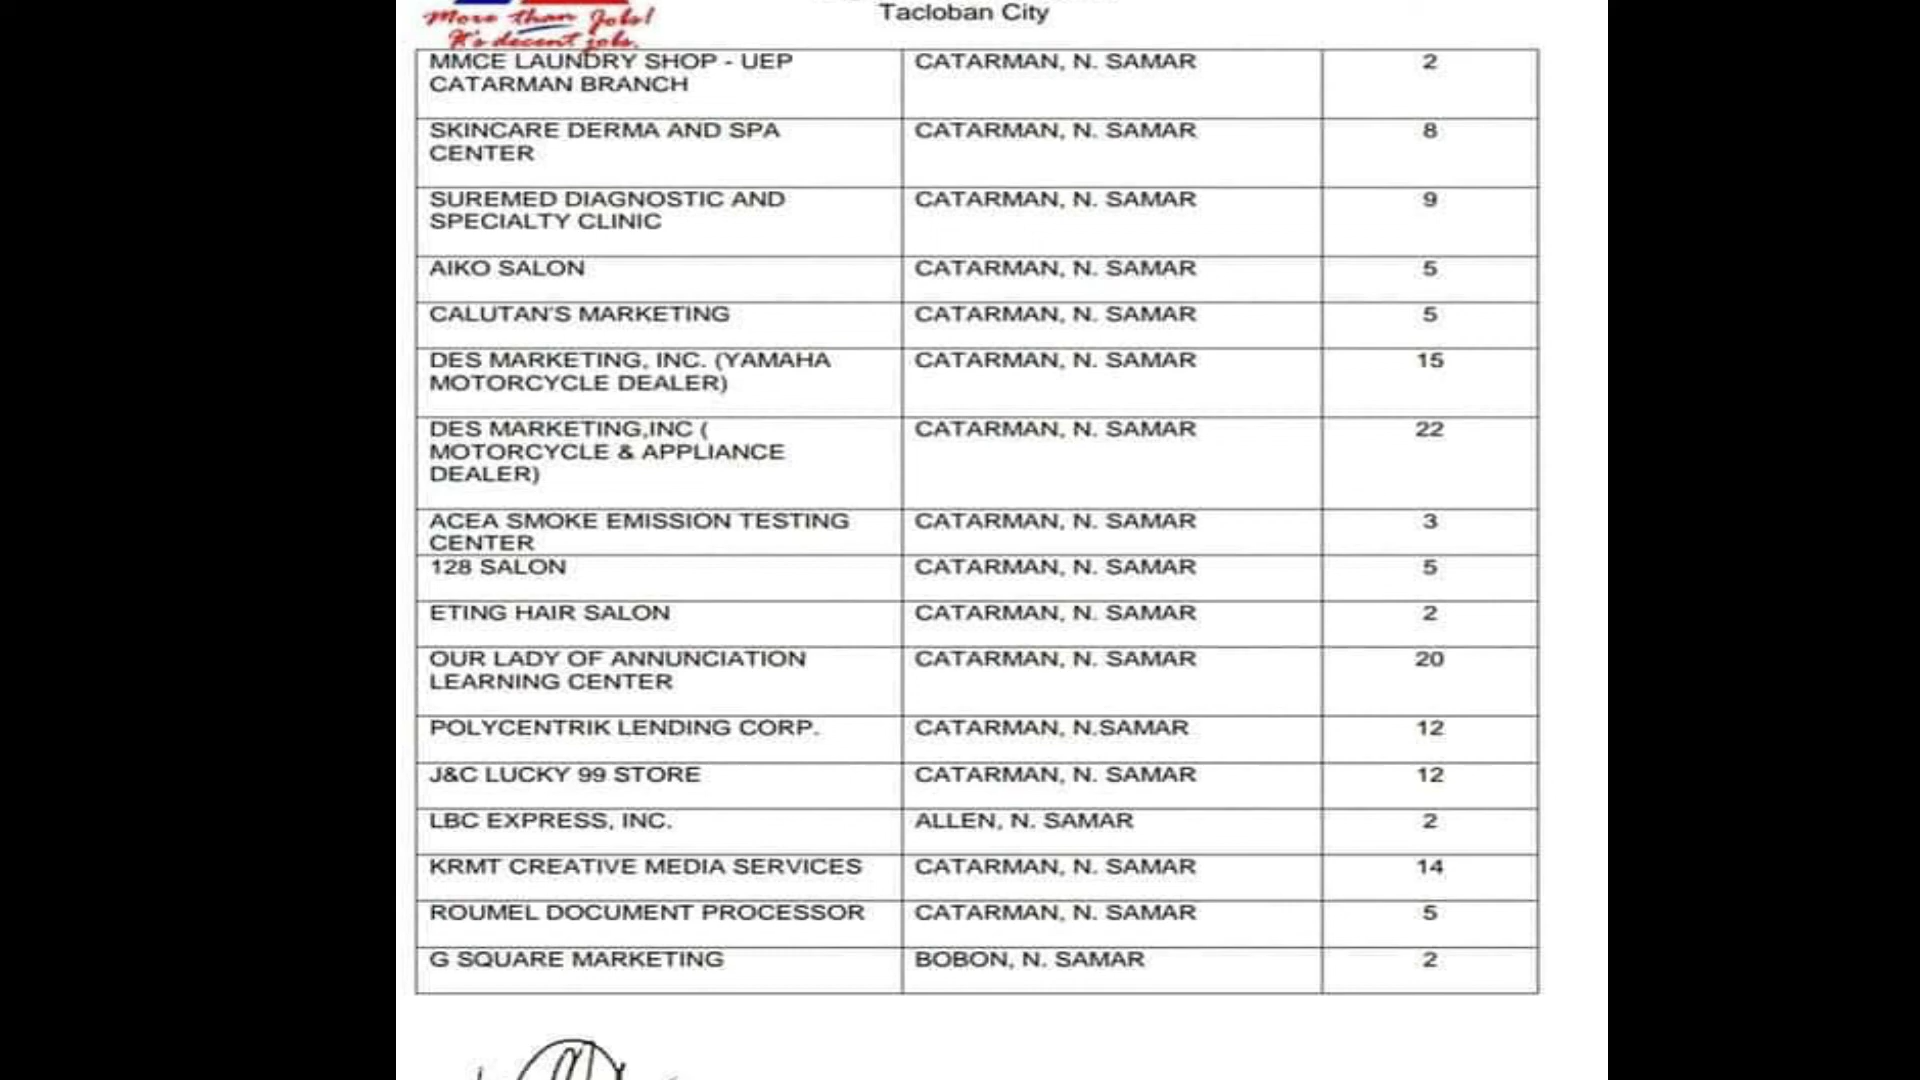 More than Jobs!
It's decent jobs.
Tacloban City
MMCE LAUNDRY SHOP - UEP
CATARMAN BRANCH
CATARMAN, N. SAMAR
2
SKINCARE DERMA AND SPA
CENTER
CATARMAN, N. SAMAR
8
SUREMED DIAGNOSTIC AND
SPECIALTY CLINIC
CATARMAN, N. SAMAR
9
AIKO SALON
CATARMAN, N. SAMAR
5
CALUTAN'S MARKETING
CATARMAN, N. SAMAR
5
DES MARKETING, INC. (YAMAHA
MOTORCYCLE DEALER)
CATARMAN, N. SAMAR
15
DES MARKETING,INC (
MOTORCYCLE & APPLIANCE
DEALER)
CATARMAN, N. SAMAR
22
ACEA SMOKE EMISSION TESTING
CENTER
CATARMAN, N. SAMAR
3
128 SALON
CATARMAN, N. SAMAR
5
ETING HAIR SALON
CATARMAN, N. SAMAR
2
OUR LADY OF ANNUNCIATION
LEARNING CENTER
CATARMAN, N. SAMAR
20
POLYCENTRIK LENDING CORP.
CATARMAN, N.SAMAR
12
J&C LUCKY 99 STORE
CATARMAN, N. SAMAR
12
LBC EXPRESS, INC.
ALLEN, N. SAMAR
2
KRMT CREATIVE MEDIA SERVICES
CATARMAN, N. SAMAR
14
ROUMEL DOCUMENT PROCESSOR
CATARMAN, N. SAMAR
5
G SQUARE MARKETING
BOBON, N. SAMAR
2